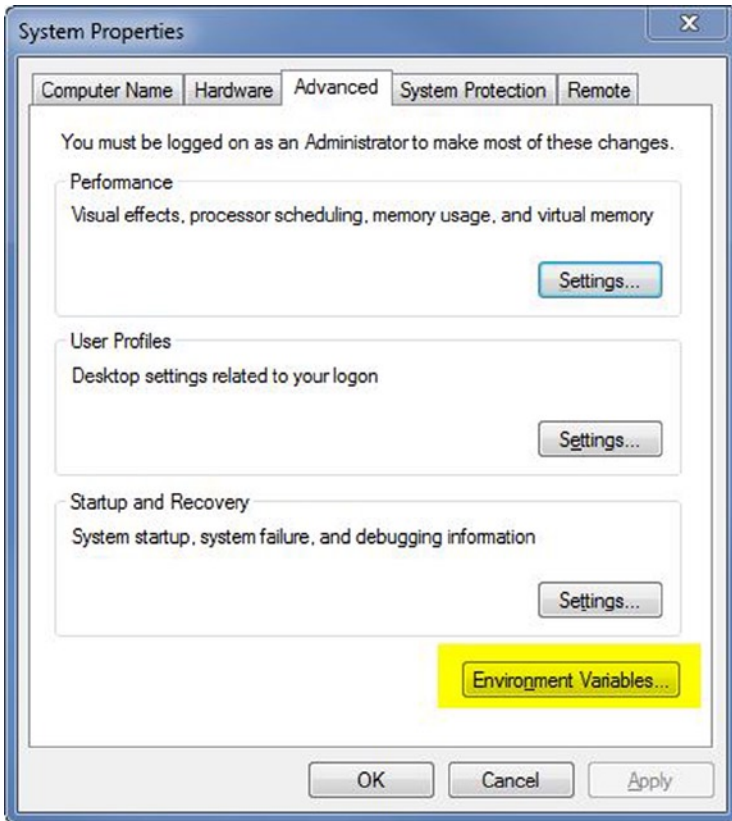 System Properties
Computer Name Hardware Advanced System Protection Remote
You must be logged on as an Administrator to make most of these changes.
Performance
Visual effects, processor scheduling, memory usage, and virtual memory
Settings...
User Profiles
Desktop settings related to your logon
Settings...
Startup and Recovery
System startup, system failure, and debugging information
Settings...
Environment Variables...
OK Cancel Apply